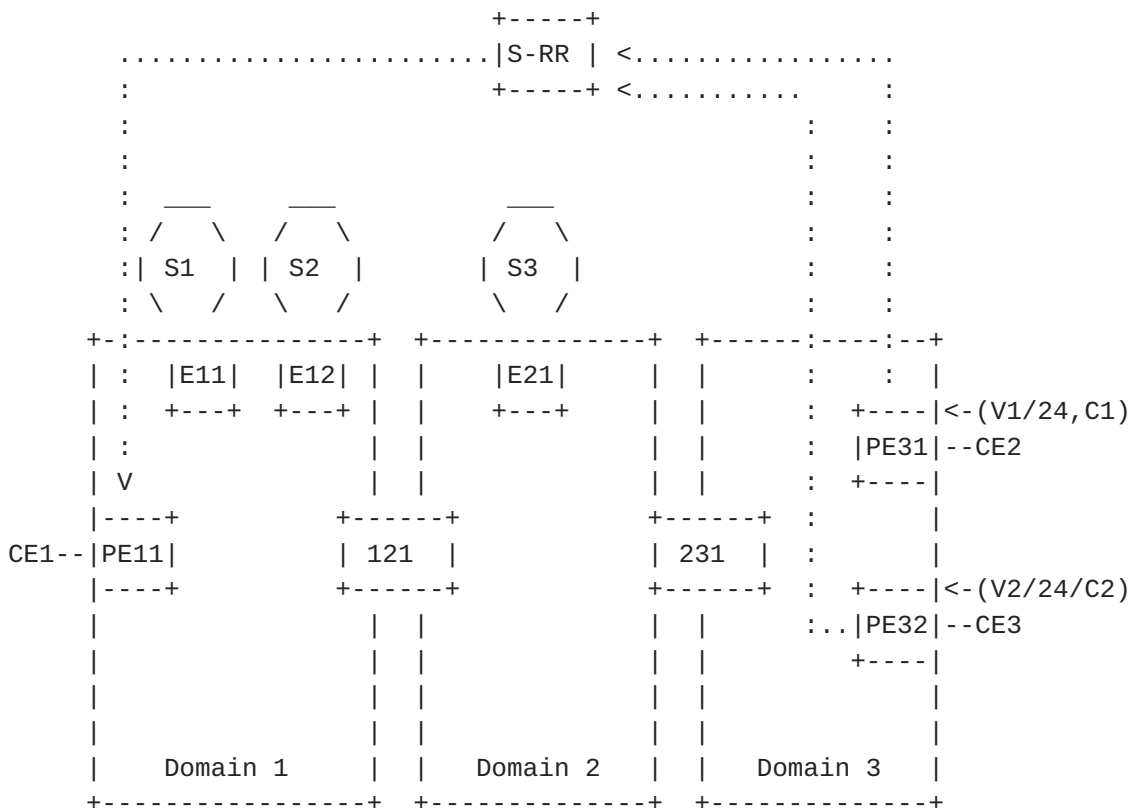 S-RR
S1 S2 S3
E11 E12 E21
<-(V1/24,C1)
PE31 --CE2
V
CE1-- PE11 121 231
<-(V2/24/C2)
PE32 --CE3
Domain 1 Domain 2 Domain 3